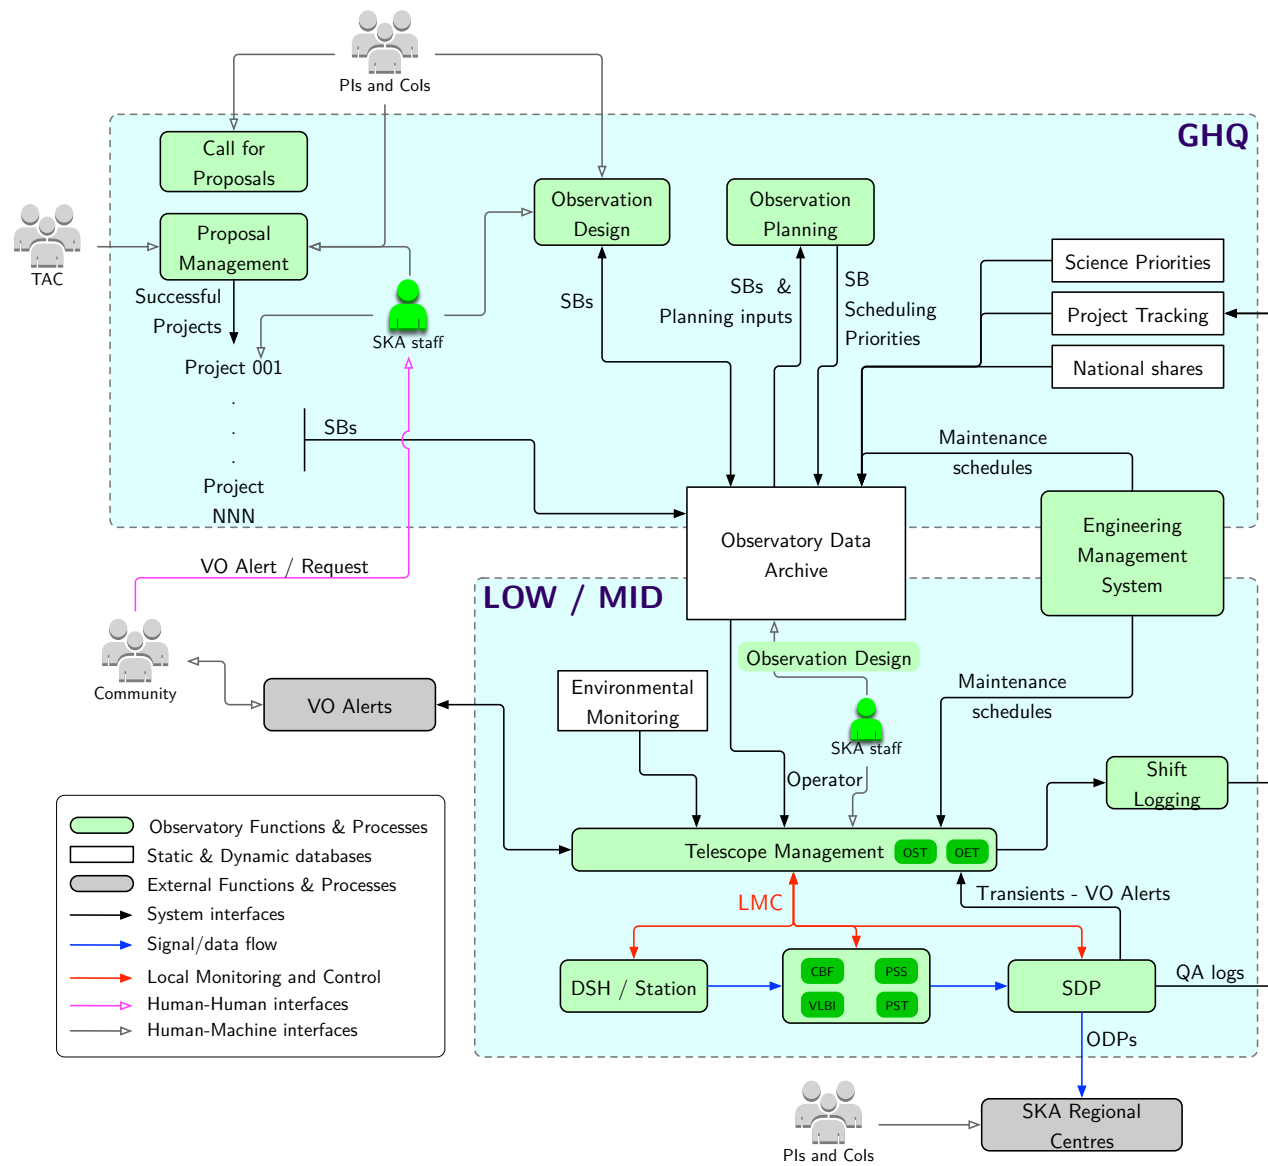 PIs and CoIs
GHQ
Call for
Proposals
TAC
Proposal
Management
Observation
Design
Observation
Planning
Science Priorities
Project Tracking
National shares
Successful
Projects
SKA staff
SBs
SBs &
Planning inputs
SB
Scheduling
Priorities
Project 001
.
.
.
Project
NNN
SBs
Maintenance
schedules
Observatory Data
Archive
Engineering
Management
System
VO Alert / Request
LOW / MID
Community
VO Alerts
Observation Design
Environmental
Monitoring
SKA staff
Maintenance
schedules
Operator
Shift
Logging
Telescope Management
OST
OET
LMC
Transients - VO Alerts
DSH / Station
CBF
PSS
VLBI
PST
SDP
QA logs
ODPs
PIs and CoIs
SKA Regional
Centres
Observatory Functions & Processes
Static & Dynamic databases
External Functions & Processes
System interfaces
Signal/data flow
Local Monitoring and Control
Human-Human interfaces
Human-Machine interfaces